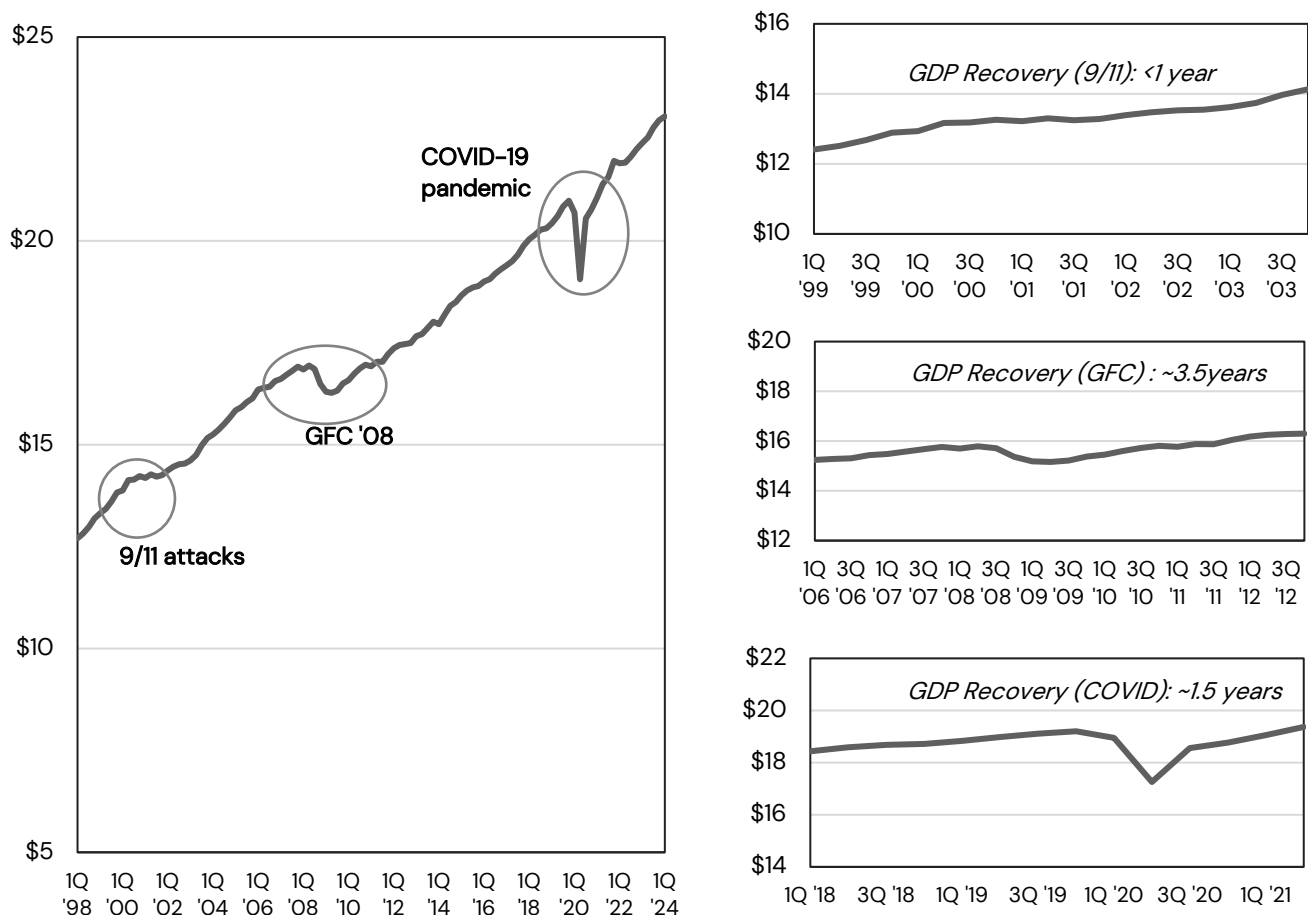 $25
$20
$15
$10
$5
COVID-19
pandemic
GFC '08
9/11 attacks
1Q 1Q 1Q 1Q 1Q 1Q 1Q 1Q 1Q 1Q 1Q 1Q 1Q 1Q
'98 '00 '02 '04 '06 '08 '10 '12 '14 '16 '18 '20 '22 '24
$16
$14
$12
$10
GDP Recovery (9/11): <1 year
1Q 3Q 1Q 3Q 1Q 3Q 1Q 3Q 1Q 3Q
'99 '99 '00 '00 '01 '01 '02 '02 '03 '03
$20
$18
$16
$14
$12
GDP Recovery (GFC) : ~3.5years
1Q 3Q 1Q 3Q 1Q 3Q 1Q 3Q 1Q 3Q 1Q 3Q 1Q 3Q
'06 '06 '07 '07 '08 '08 '09 '09 '10 '10 '11 '11 '12 '12
$22
$20
$18
$16
$14
GDP Recovery (COVID): ~1.5 years
1Q '18 3Q '18 1Q '19 3Q '19 1Q '20 3Q '20 1Q '21